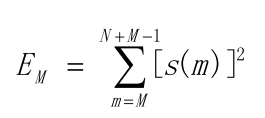 E_M = \sum_{m=M}^{N+M-1} [s(m)]^2